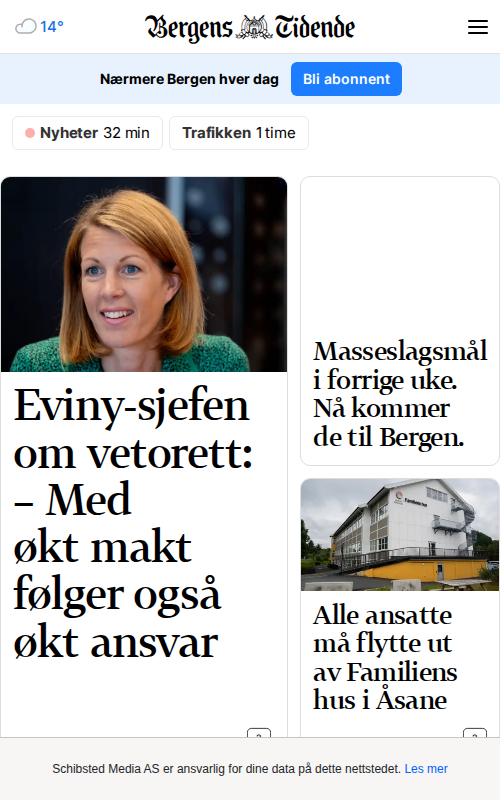 14°
Bergens Tidende
Nærmere Bergen hver dag
Bli abonnent
Nyheter 32 min
Trafikken 1 time
Eviny-sjefen
om vetorett:
– Med
økt makt
følger også
økt ansvar
Masseslagsmål
i forrige uke.
Nå kommer
de til Bergen.
Alle ansatte
må flytte ut
av Familiens
hus i Åsane
Schibsted Media AS er ansvarlig for dine data på dette nettstedet. Les mer